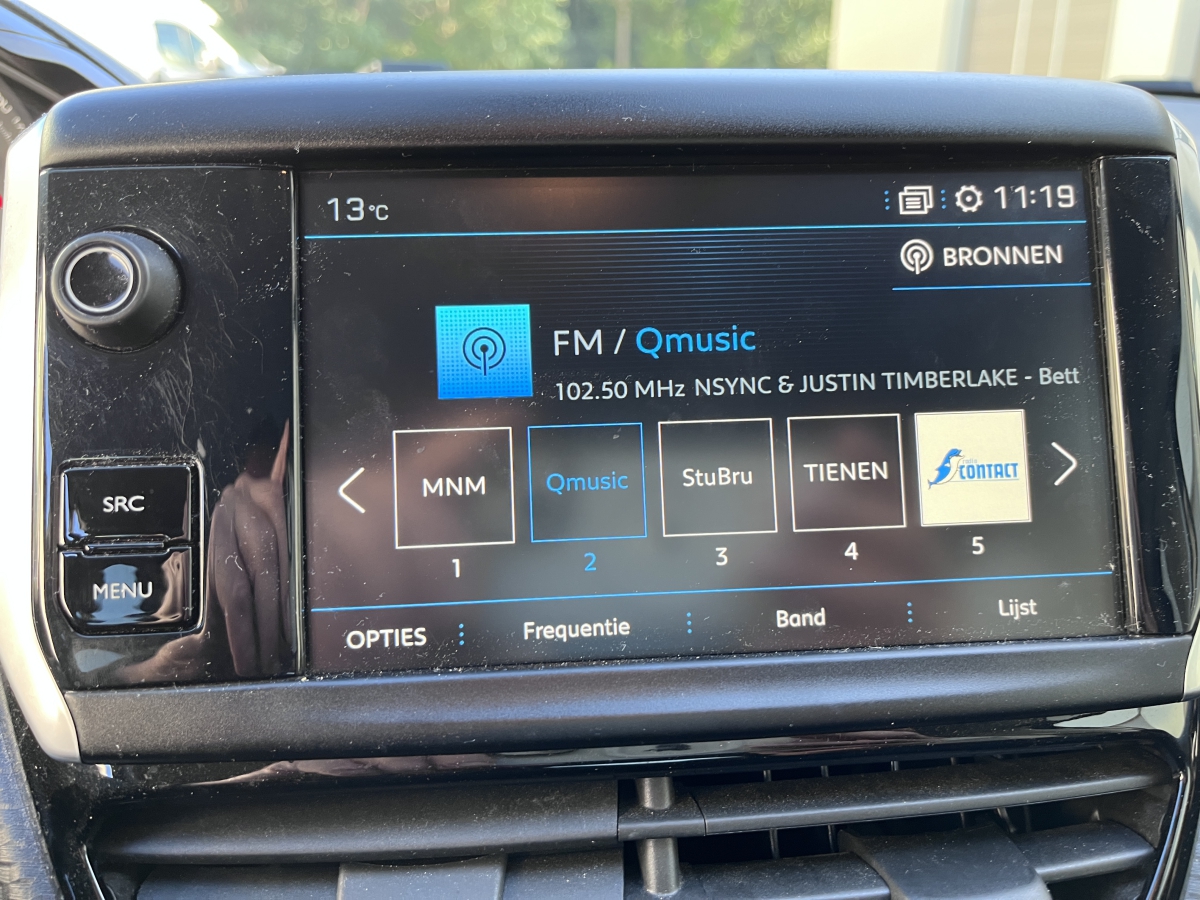 13°C
11:19
BRONNEN
FM / Qmusic
102.50 MHz NSYNC & JUSTIN TIMBERLAKE - Bett
MNM Qmusic StuBru TIENEN radio CONTACT
1 2 3 4 5
SRC
MENU
OPTIES Frequentie Band Lijst